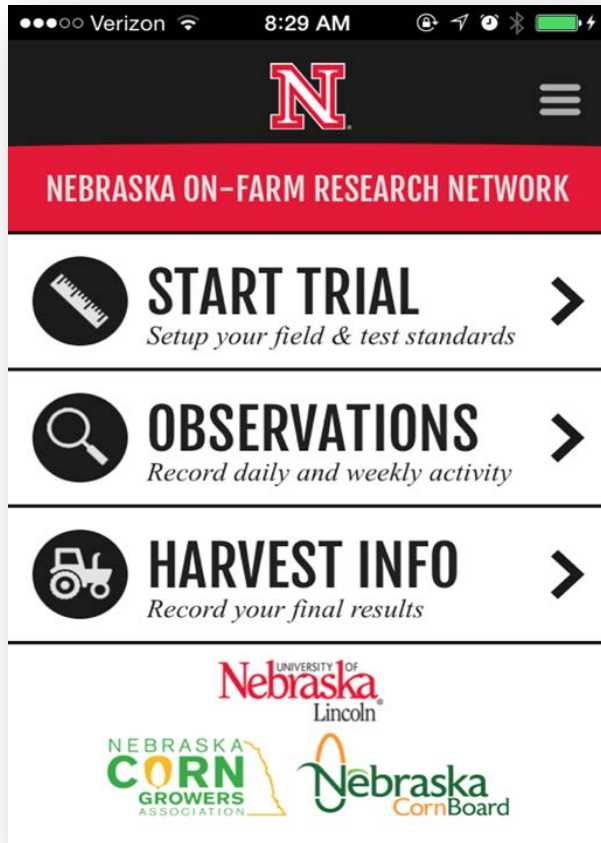 Verizon 8:29 AM
N
NEBRASKA ON-FARM RESEARCH NETWORK
START TRIAL
Setup your field & test standards
OBSERVATIONS
Record daily and weekly activity
HARVEST INFO
Record your final results
UNIVERSITY OF
Nebraska
Lincoln®
NEBRASKA
CORN
GROWERS
ASSOCIATION
Nebraska
CornBoard